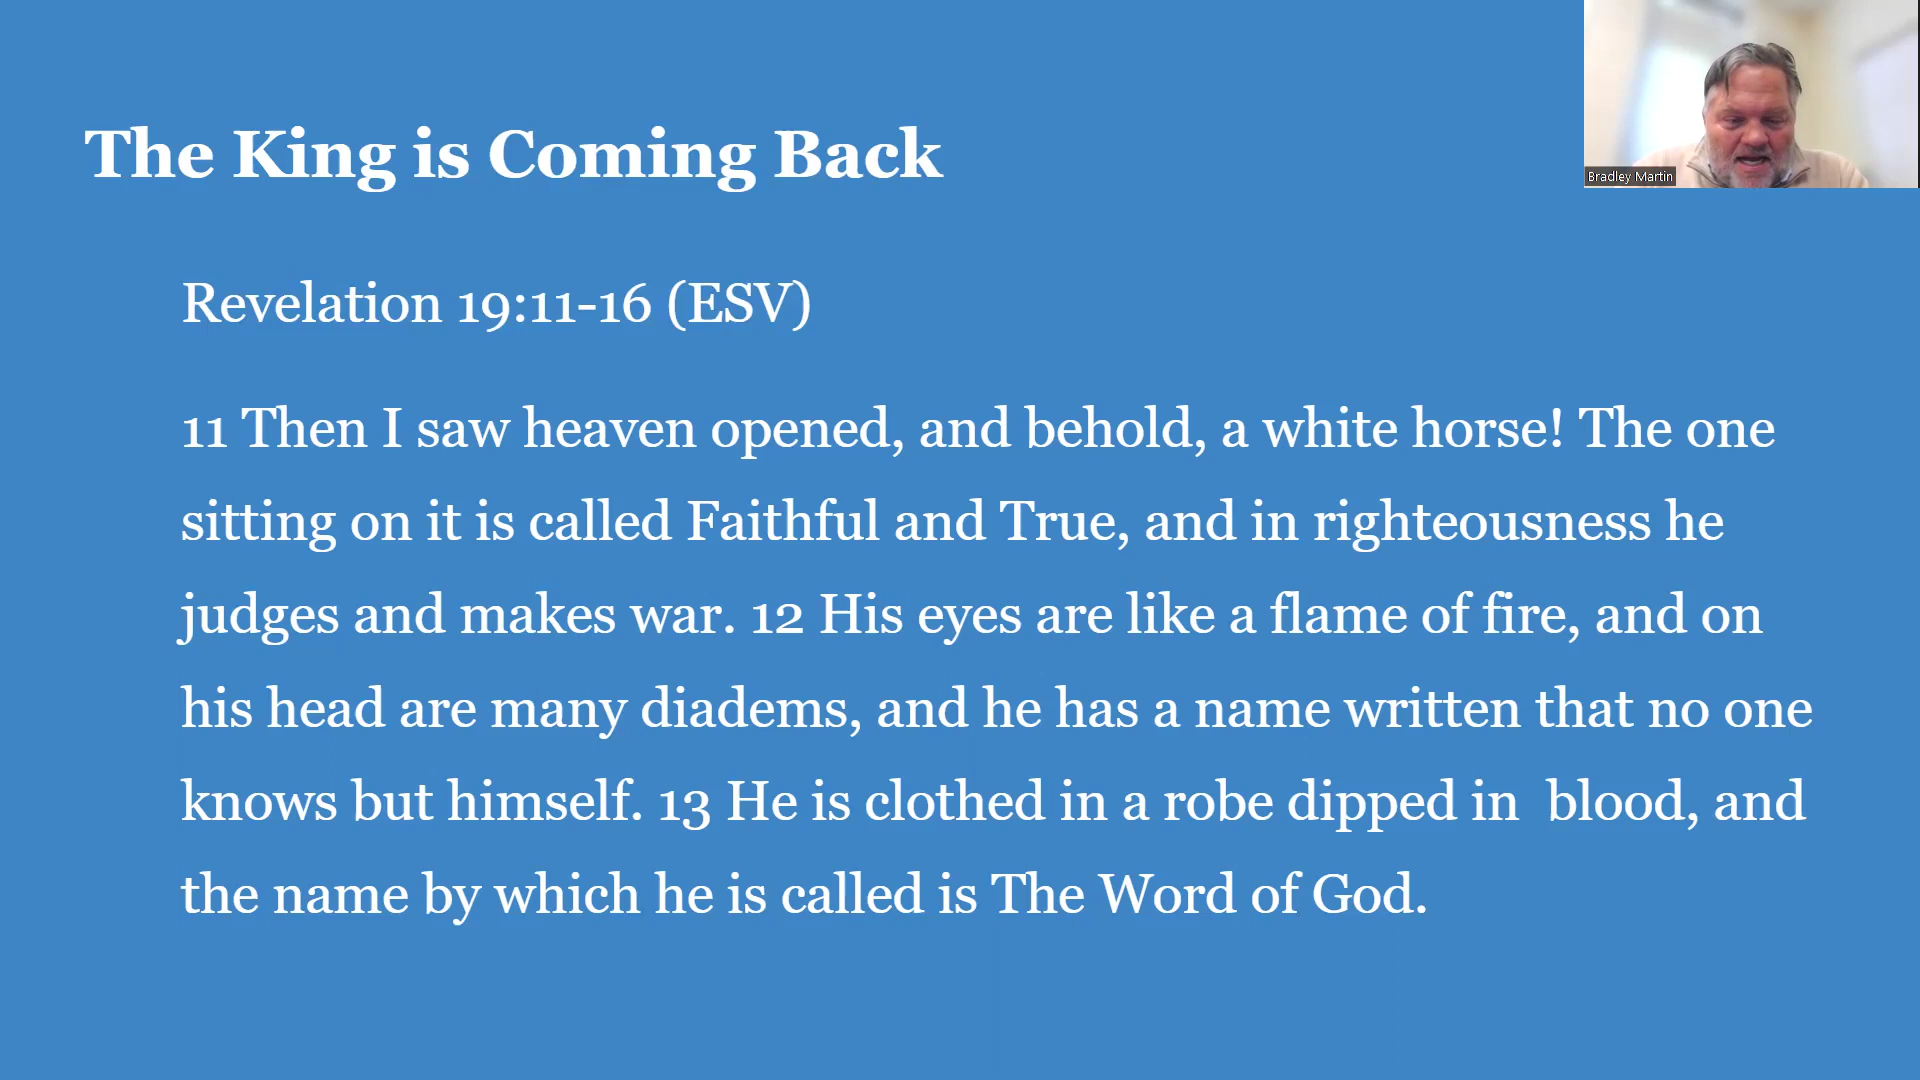 The King is Coming Back
Bradley Martin
Revelation 19:11-16 (ESV)
11 Then I saw heaven opened, and behold, a white horse! The one
sitting on it is called Faithful and True, and in righteousness he
judges and makes war. 12 His eyes are like a flame of fire, and on
his head are many diadems, and he has a name written that no one
knows but himself. 13 He is clothed in a robe dipped in  blood, and
the name by which he is called is The Word of God.